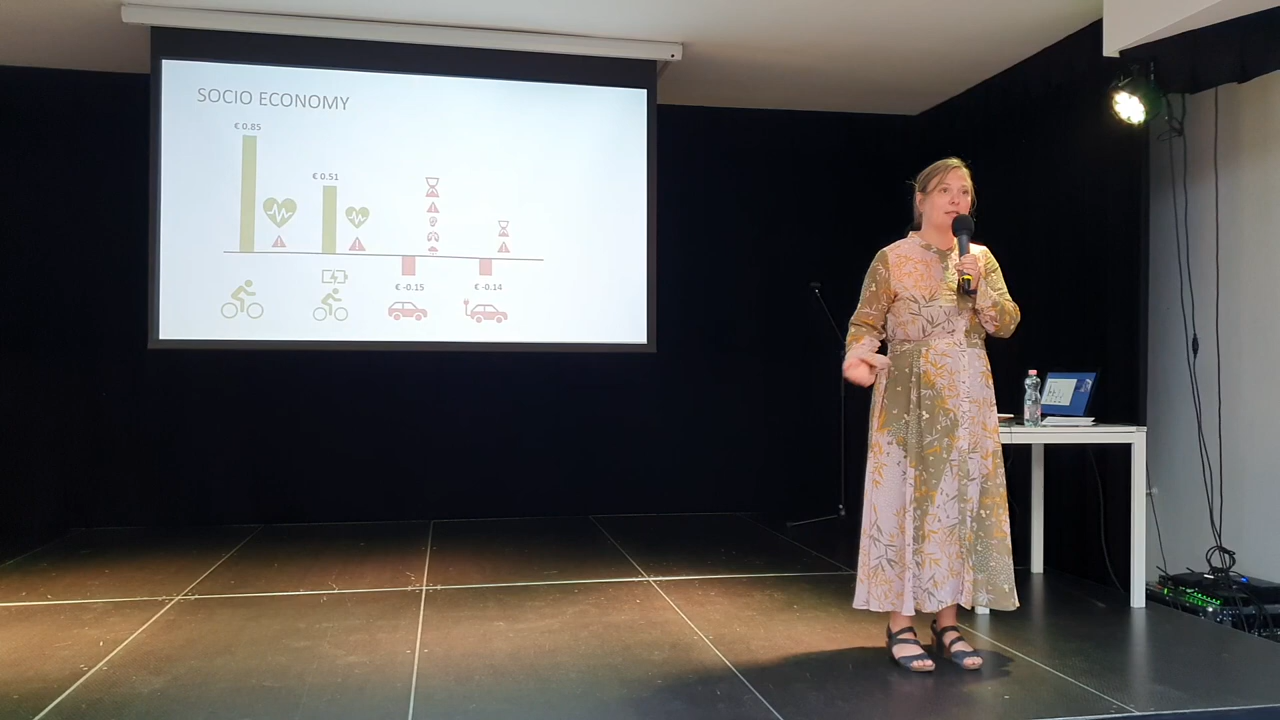 SOCIO ECONOMY
€ 0.85
€ 0.51
€ -0.15
€ -0.14